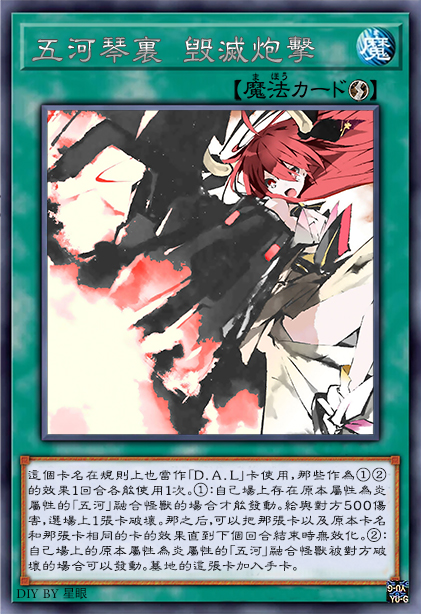 五河琴裏 毀滅炮擊
魔
まほう
【魔法カード】
這個卡名在規則上也當作「D.A.L」卡使用,那些作為①②
的效果1回合各能使用1次。①:自己場上存在原本屬性為炎
屬性的「五河」融合怪獸的場合才能發動。給與對方500傷
害,選場上1張卡破壞。那之后,可以把那張卡以及原本卡名
和那張卡相同的卡的效果直到下個回合結束時無效化。②:
自己場上的原本屬性為炎屬性的「五河」融合怪獸被對方破
壞的場合可以發動。墓地的這張卡加入手卡。
DIY BY 星眼